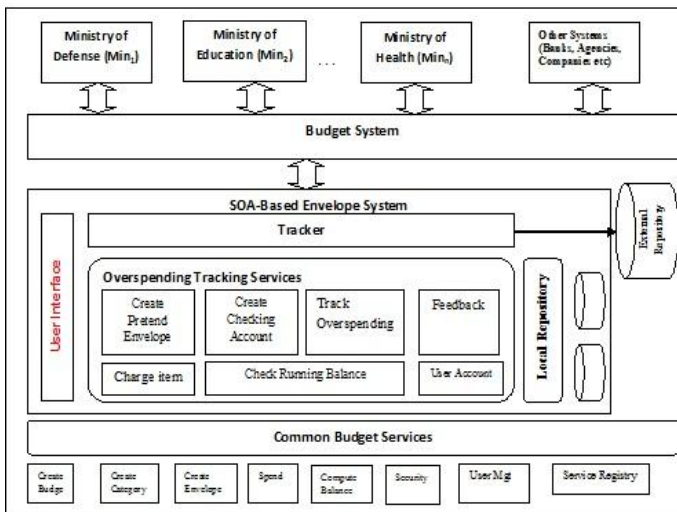 Ministry of
Defense (Min1)
Ministry of
Education (Min2)
...
Ministry of
Health (Minn)
Other Systems
(Banks, Agencies,
Companies etc)
Budget System
SOA-Based Envelope System
User Interface
Tracker
External
Repository
Overspending Tracking Services
Create
Pretend
Envelope
Create
Checking
Account
Track
Overspending
Feedback
Charge item
Check Running Balance
User Account
Local Repository
Common Budget Services
Create
Budge
Create
Category
Create
Envelope
Spend
Compute
Balance
Security
User Mgt
Service Registry